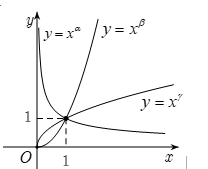 y
y = x^α
y = x^β
y = x^γ
1
O
1
x